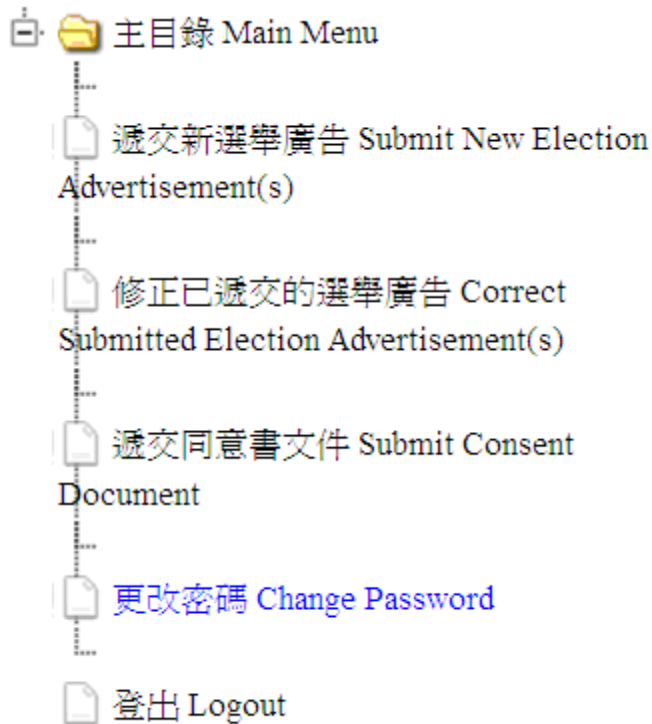 主目錄 Main Menu
遞交新選舉廣告 Submit New Election
Advertisement(s)
修正已遞交的選舉廣告 Correct
Submitted Election Advertisement(s)
遞交同意書文件 Submit Consent
Document
更改密碼 Change Password
登出 Logout